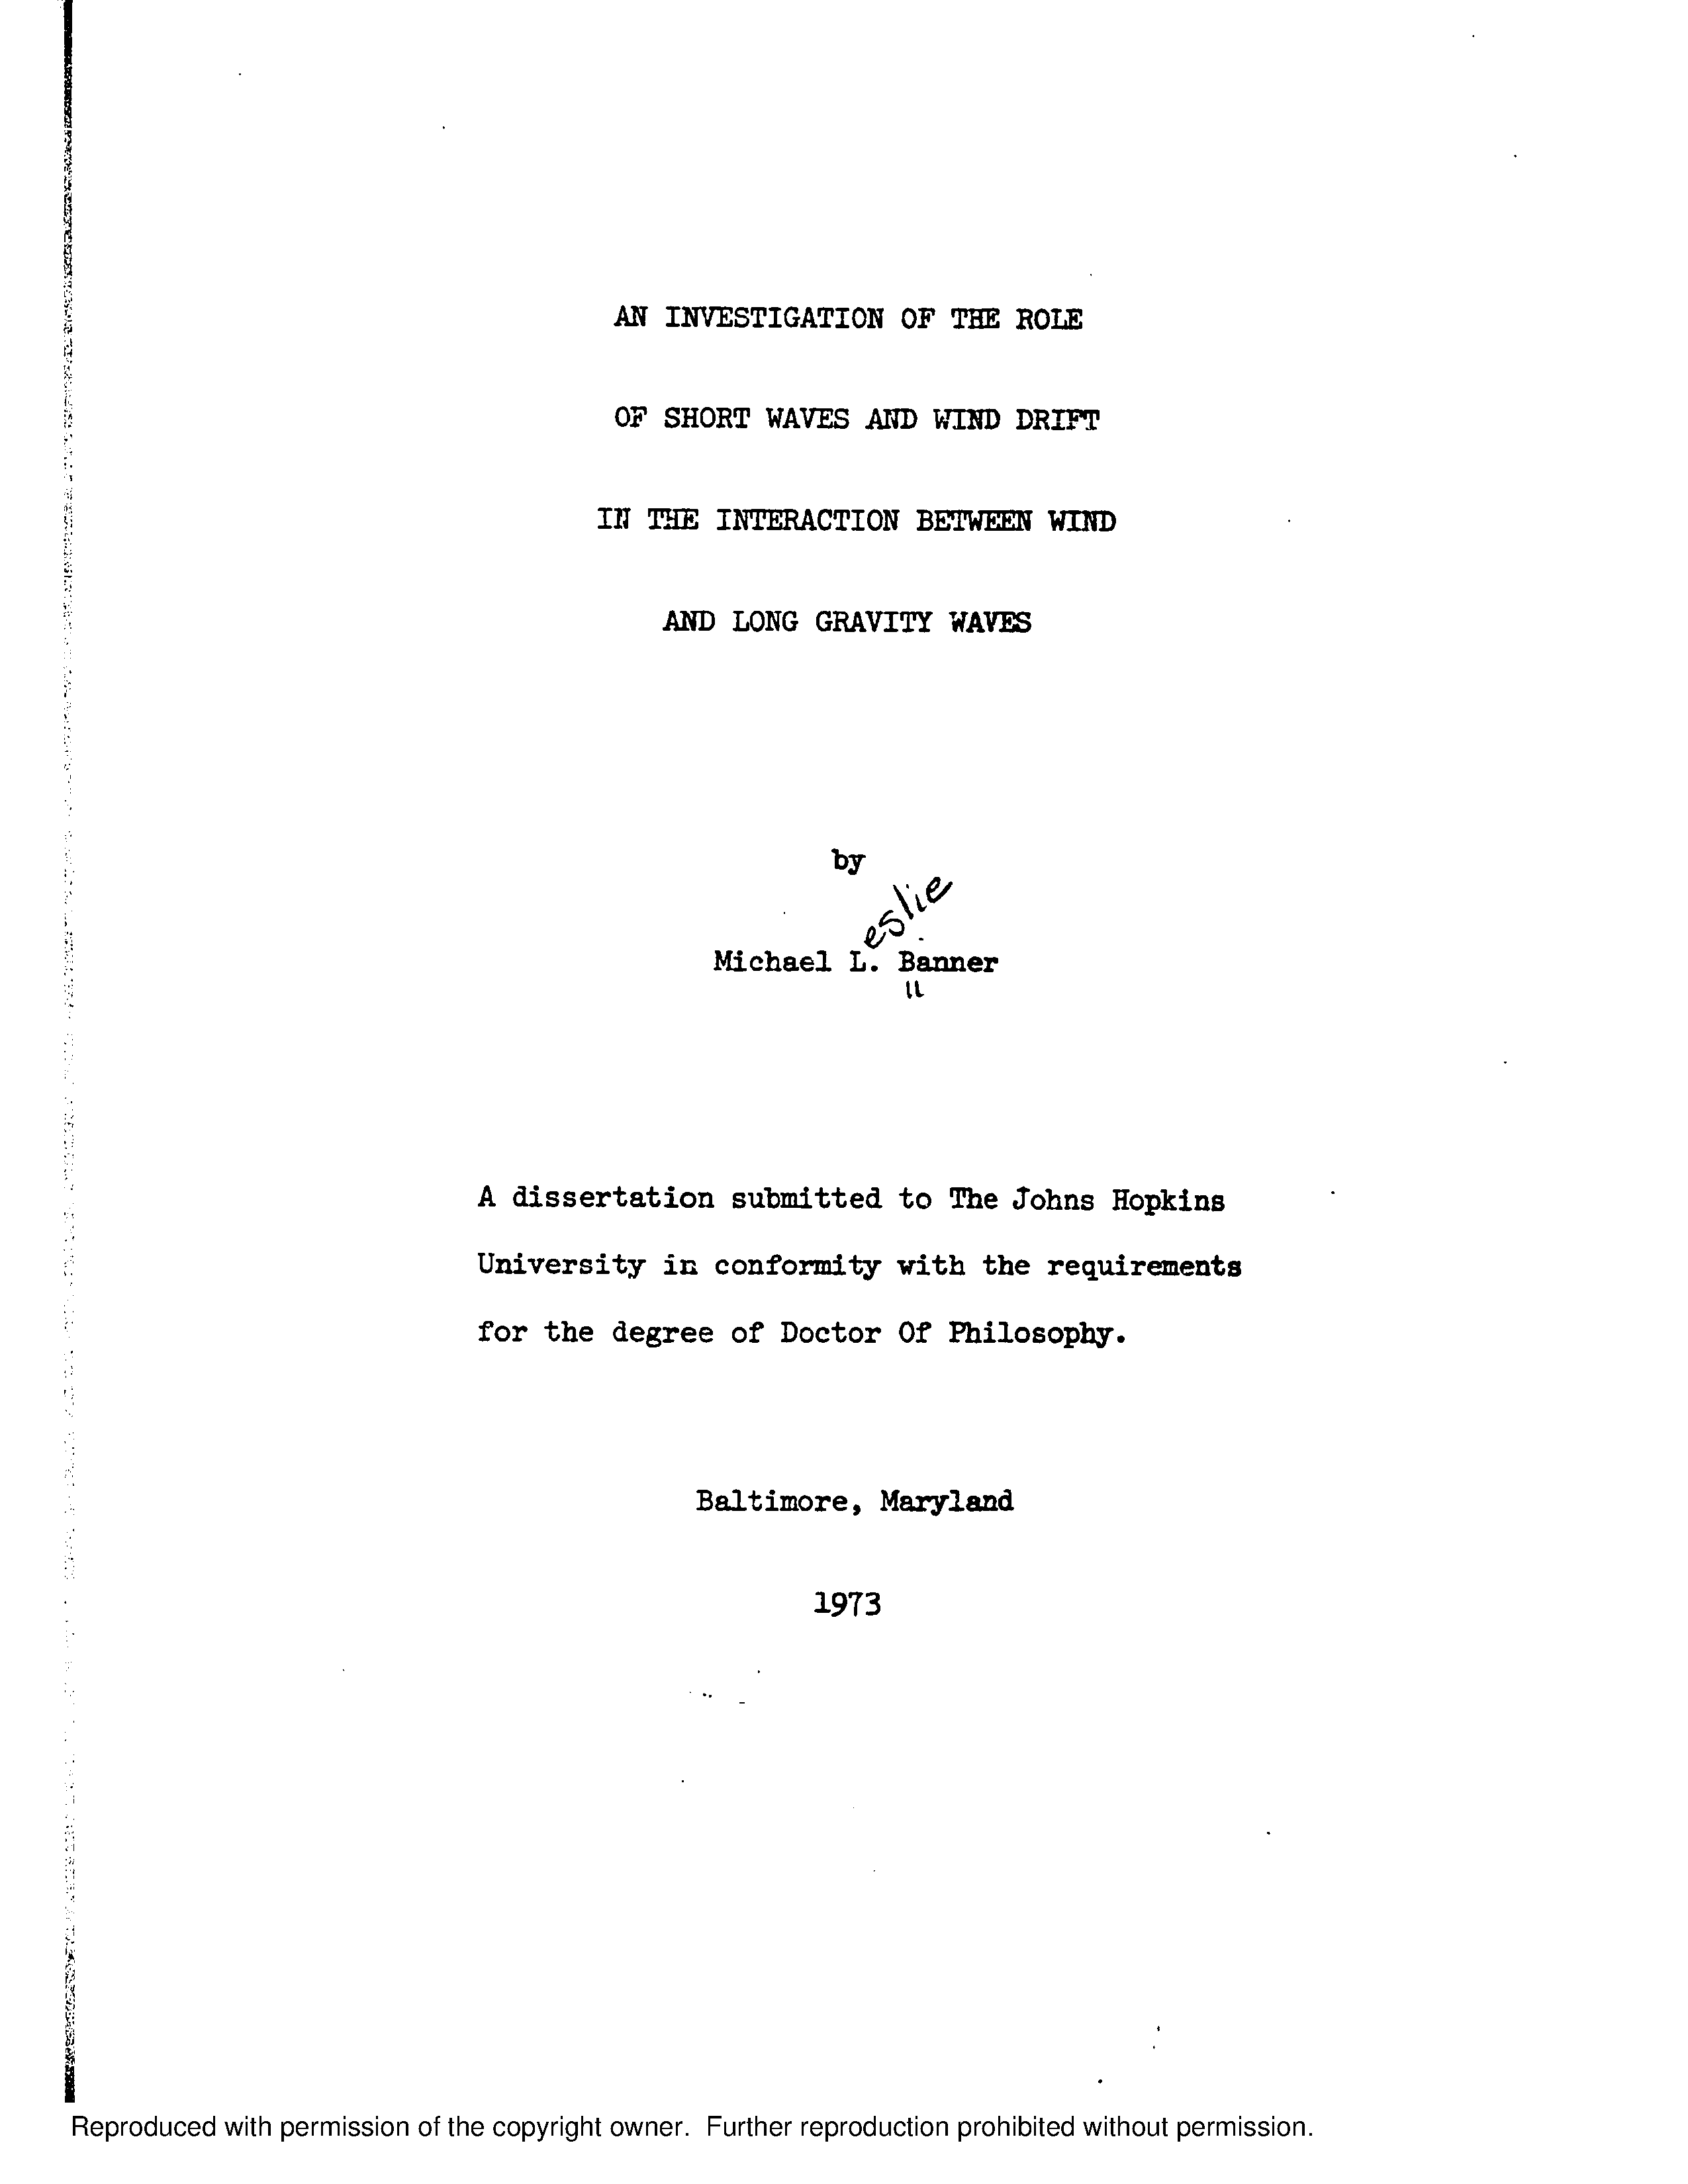 AN INVESTIGATION OF THE ROLE
OF SHORT WAVES AND WIND DRIFT
IN THE INTERACTION BETWEEN WIND
AND LONG GRAVITY WAVES
by
eslie
Michael L. Banner
A dissertation submitted to The Johns Hopkins
University in conformity with the requirements
for the degree of Doctor Of Philosophy.
Baltimore, Maryland
1973
Reproduced with permission of the copyright owner. Further reproduction prohibited without permission.